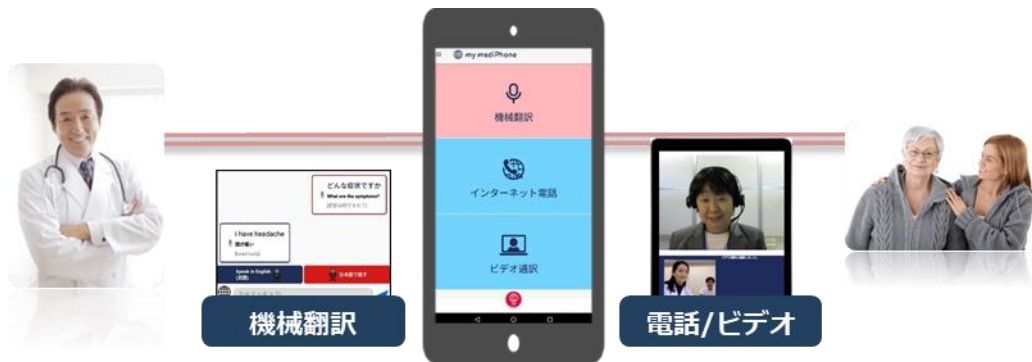 my mediPhone
機械翻訳
インターネット電話
ビデオ通訳
どんな症状ですか
What are the symptoms?
I have headache
頭が痛い
Speak in English
(英語)
日本語で話す
機械翻訳
電話/ビデオ